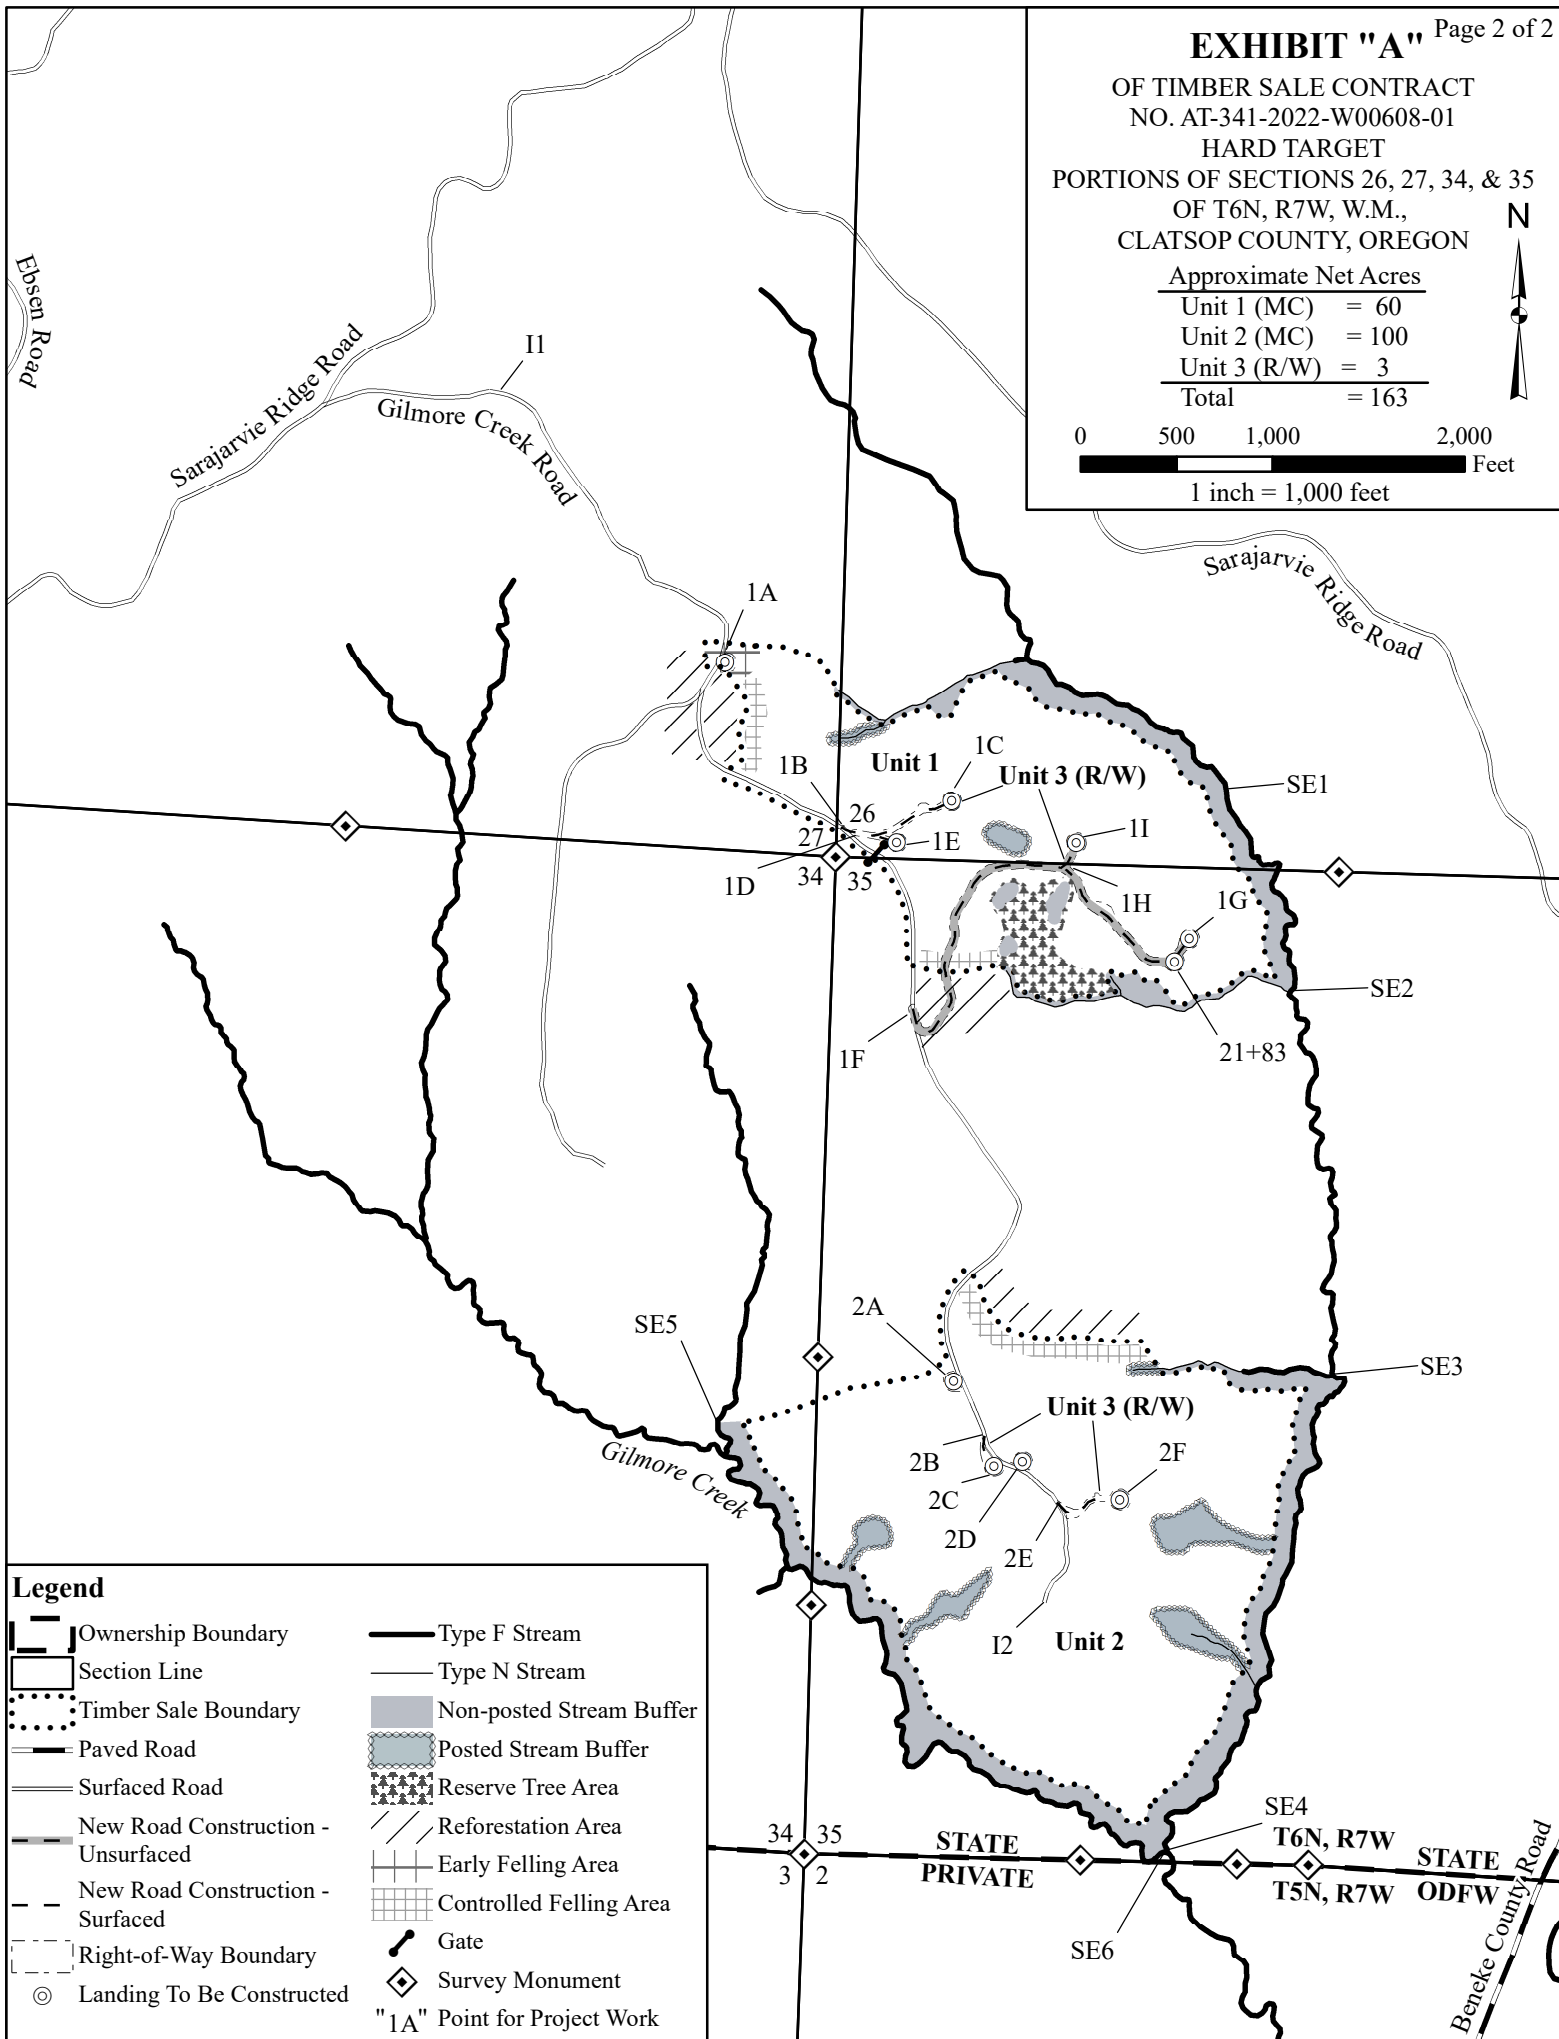 EXHIBIT "A" Page 2 of 2
OF TIMBER SALE CONTRACT
NO. AT-341-2022-W00608-01
HARD TARGET
PORTIONS OF SECTIONS 26, 27, 34, & 35
OF T6N, R7W, W.M.,
CLATSOP COUNTY, OREGON
N
Approximate Net Acres
Unit 1 (MC) = 60
Unit 2 (MC) = 100
Unit 3 (R/W) = 3
Total = 163
0 500 1,000 2,000
Feet
1 inch = 1,000 feet
Ebsen Road
Sarajarvie Ridge Road
I1
Gilmore Creek Road
Sarajarvie Ridge Road
1A
Unit 1
1B
1C
Unit 3 (R/W)
SE1
26
27
1E
1I
34
35
1D
1H
1G
SE2
1F
21+83
2A
SE5
SE3
Unit 3 (R/W)
2B
2F
2C
Gilmore Creek
2D
2E
I2
Unit 2
SE4
34 35
3 2
STATE
PRIVATE
T6N, R7W
T5N, R7W
STATE
ODFW
SE6
Beneke County Road
Legend
Ownership Boundary
Section Line
Timber Sale Boundary
Paved Road
Surfaced Road
New Road Construction -
Unsurfaced
New Road Construction -
Surfaced
Right-of-Way Boundary
Landing To Be Constructed
Type F Stream
Type N Stream
Non-posted Stream Buffer
Posted Stream Buffer
Reserve Tree Area
Reforestation Area
Early Felling Area
Controlled Felling Area
Gate
Survey Monument
"1A" Point for Project Work